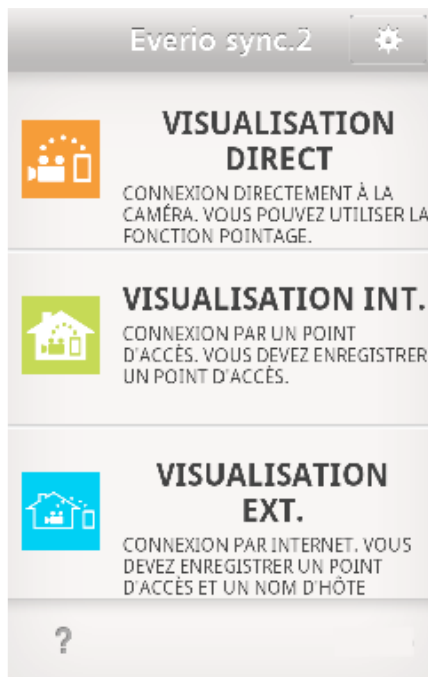 Everio sync.2
VISUALISATION
DIRECT
CONNEXION DIRECTEMENT À LA
CAMÉRA. VOUS POUVEZ UTILISER LA
FONCTION POINTAGE.
VISUALISATION INT.
CONNEXION PAR UN POINT
D'ACCÈS. VOUS DEVEZ ENREGISTRER
UN POINT D'ACCÈS.
VISUALISATION
EXT.
CONNEXION PAR INTERNET. VOUS
DEVEZ ENREGISTRER UN POINT
D'ACCÈS ET UN NOM D'HÔTE
?